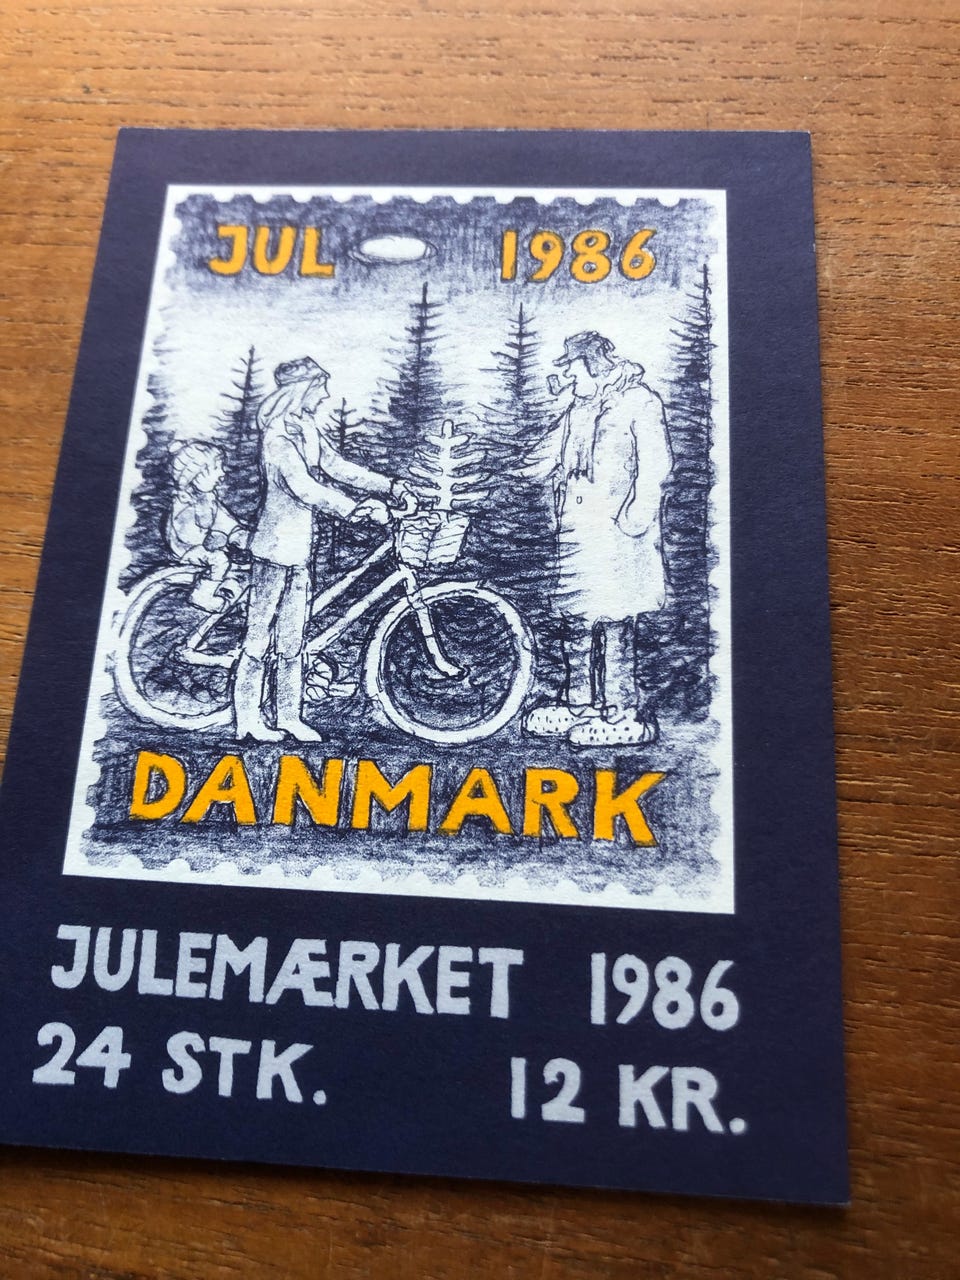 JUL 1986
DANMARK
JULEMÆRKET 1986
24 STK. 12 KR.